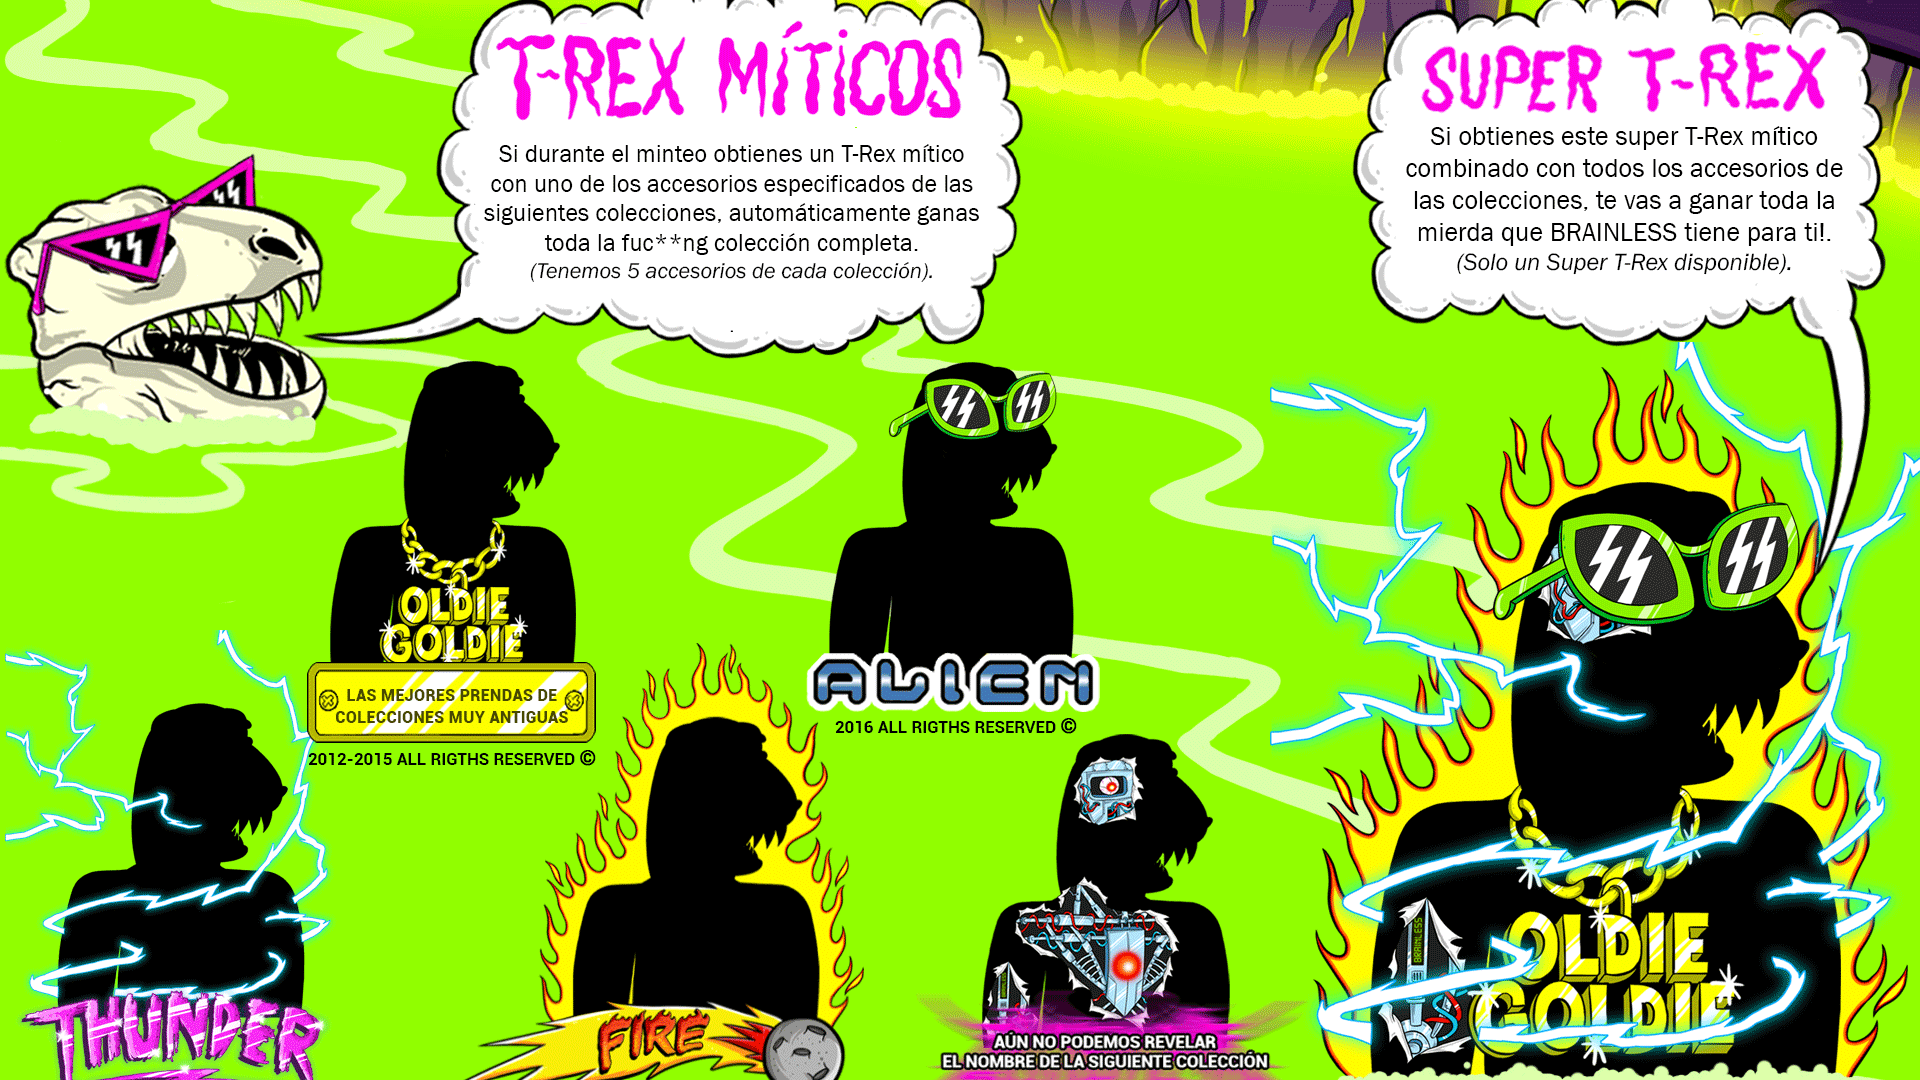 T-REX MÍTICOS
Si durante el minteo obtienes un T-Rex mítico
con uno de los accesorios especificados de las
siguientes colecciones, automáticamente ganas
toda la fuc**ng colección completa.
(Tenemos 5 accesorios de cada colección).
SUPER T-REX
Si obtienes este super T-Rex mítico
combinado con todos los accesorios de
las colecciones, te vas a ganar toda la
mierda que BRAINLESS tiene para ti!.
(Solo un Super T-Rex disponible).
OLDIE
GOLDIE
LAS MEJORES PRENDAS DE
COLECCIONES MUY ANTIGUAS
2012-2015 ALL RIGTHS RESERVED ©
ALIEN
2016 ALL RIGTHS RESERVED ©
THUNDER
FIRE
AÚN NO PODEMOS REVELAR
EL NOMBRE DE LA SIGUIENTE COLECCIÓN
BRAINLESS
OLDIE
GOLDIE